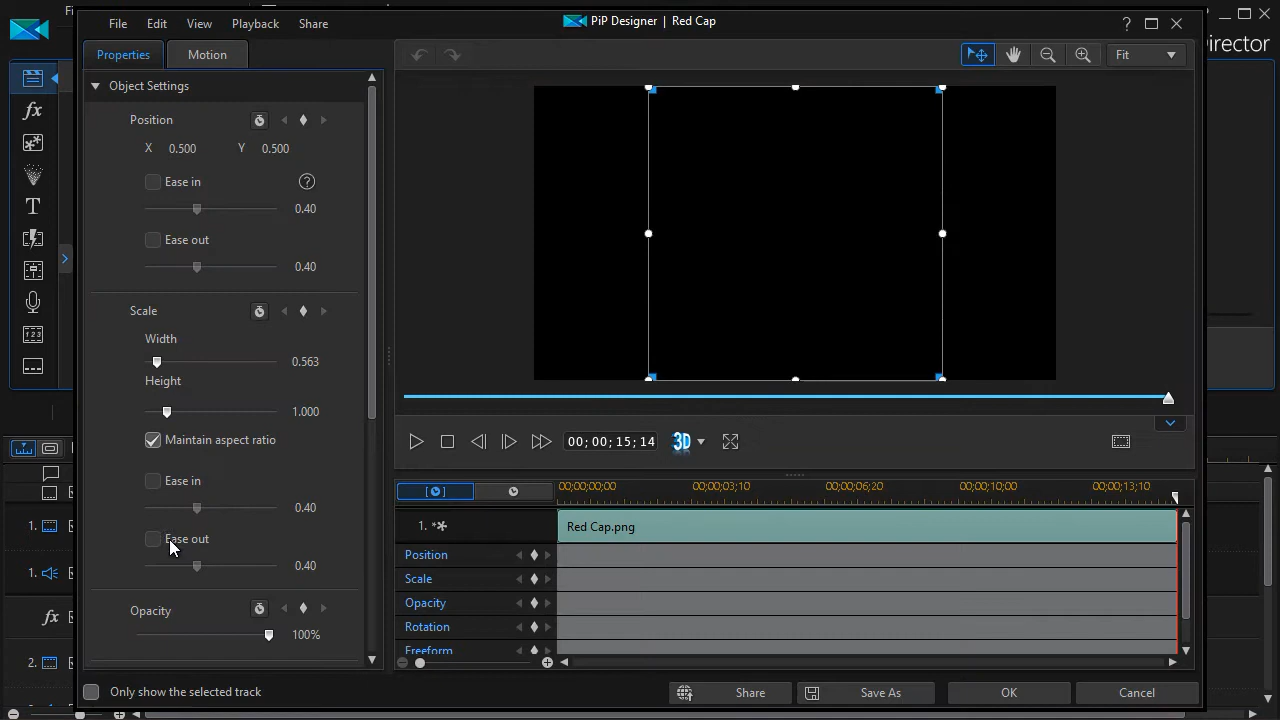 File Edit View Playback Share
PiP Designer | Red Cap
?
irector
Properties Motion
Fit
Object Settings
Position
X 0.500 Y 0.500
Ease in ?
0.40
Ease out
0.40
Scale
Width
0.563
Height
1.000
Maintain aspect ratio
Ease in
0.40
Ease out
0.40
Opacity
100%
00; 00; 15; 14
3D
00;00;00;00 00;00;03;10 00;00;06;20 00;00;10;00 00;00;13;10
1. Red Cap.png
Position
Scale
Opacity
Rotation
Freeform
fx
T
1.
1.
fx
2.
Only show the selected track
Share Save As OK Cancel